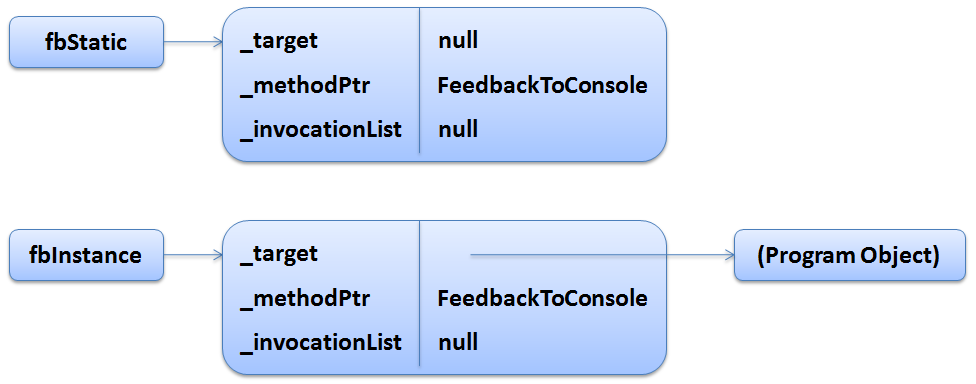 fbStatic
_target null
_methodPtr FeedbackToConsole
_invocationList null
fbInstance
_target
(Program Object)
_methodPtr FeedbackToConsole
_invocationList null